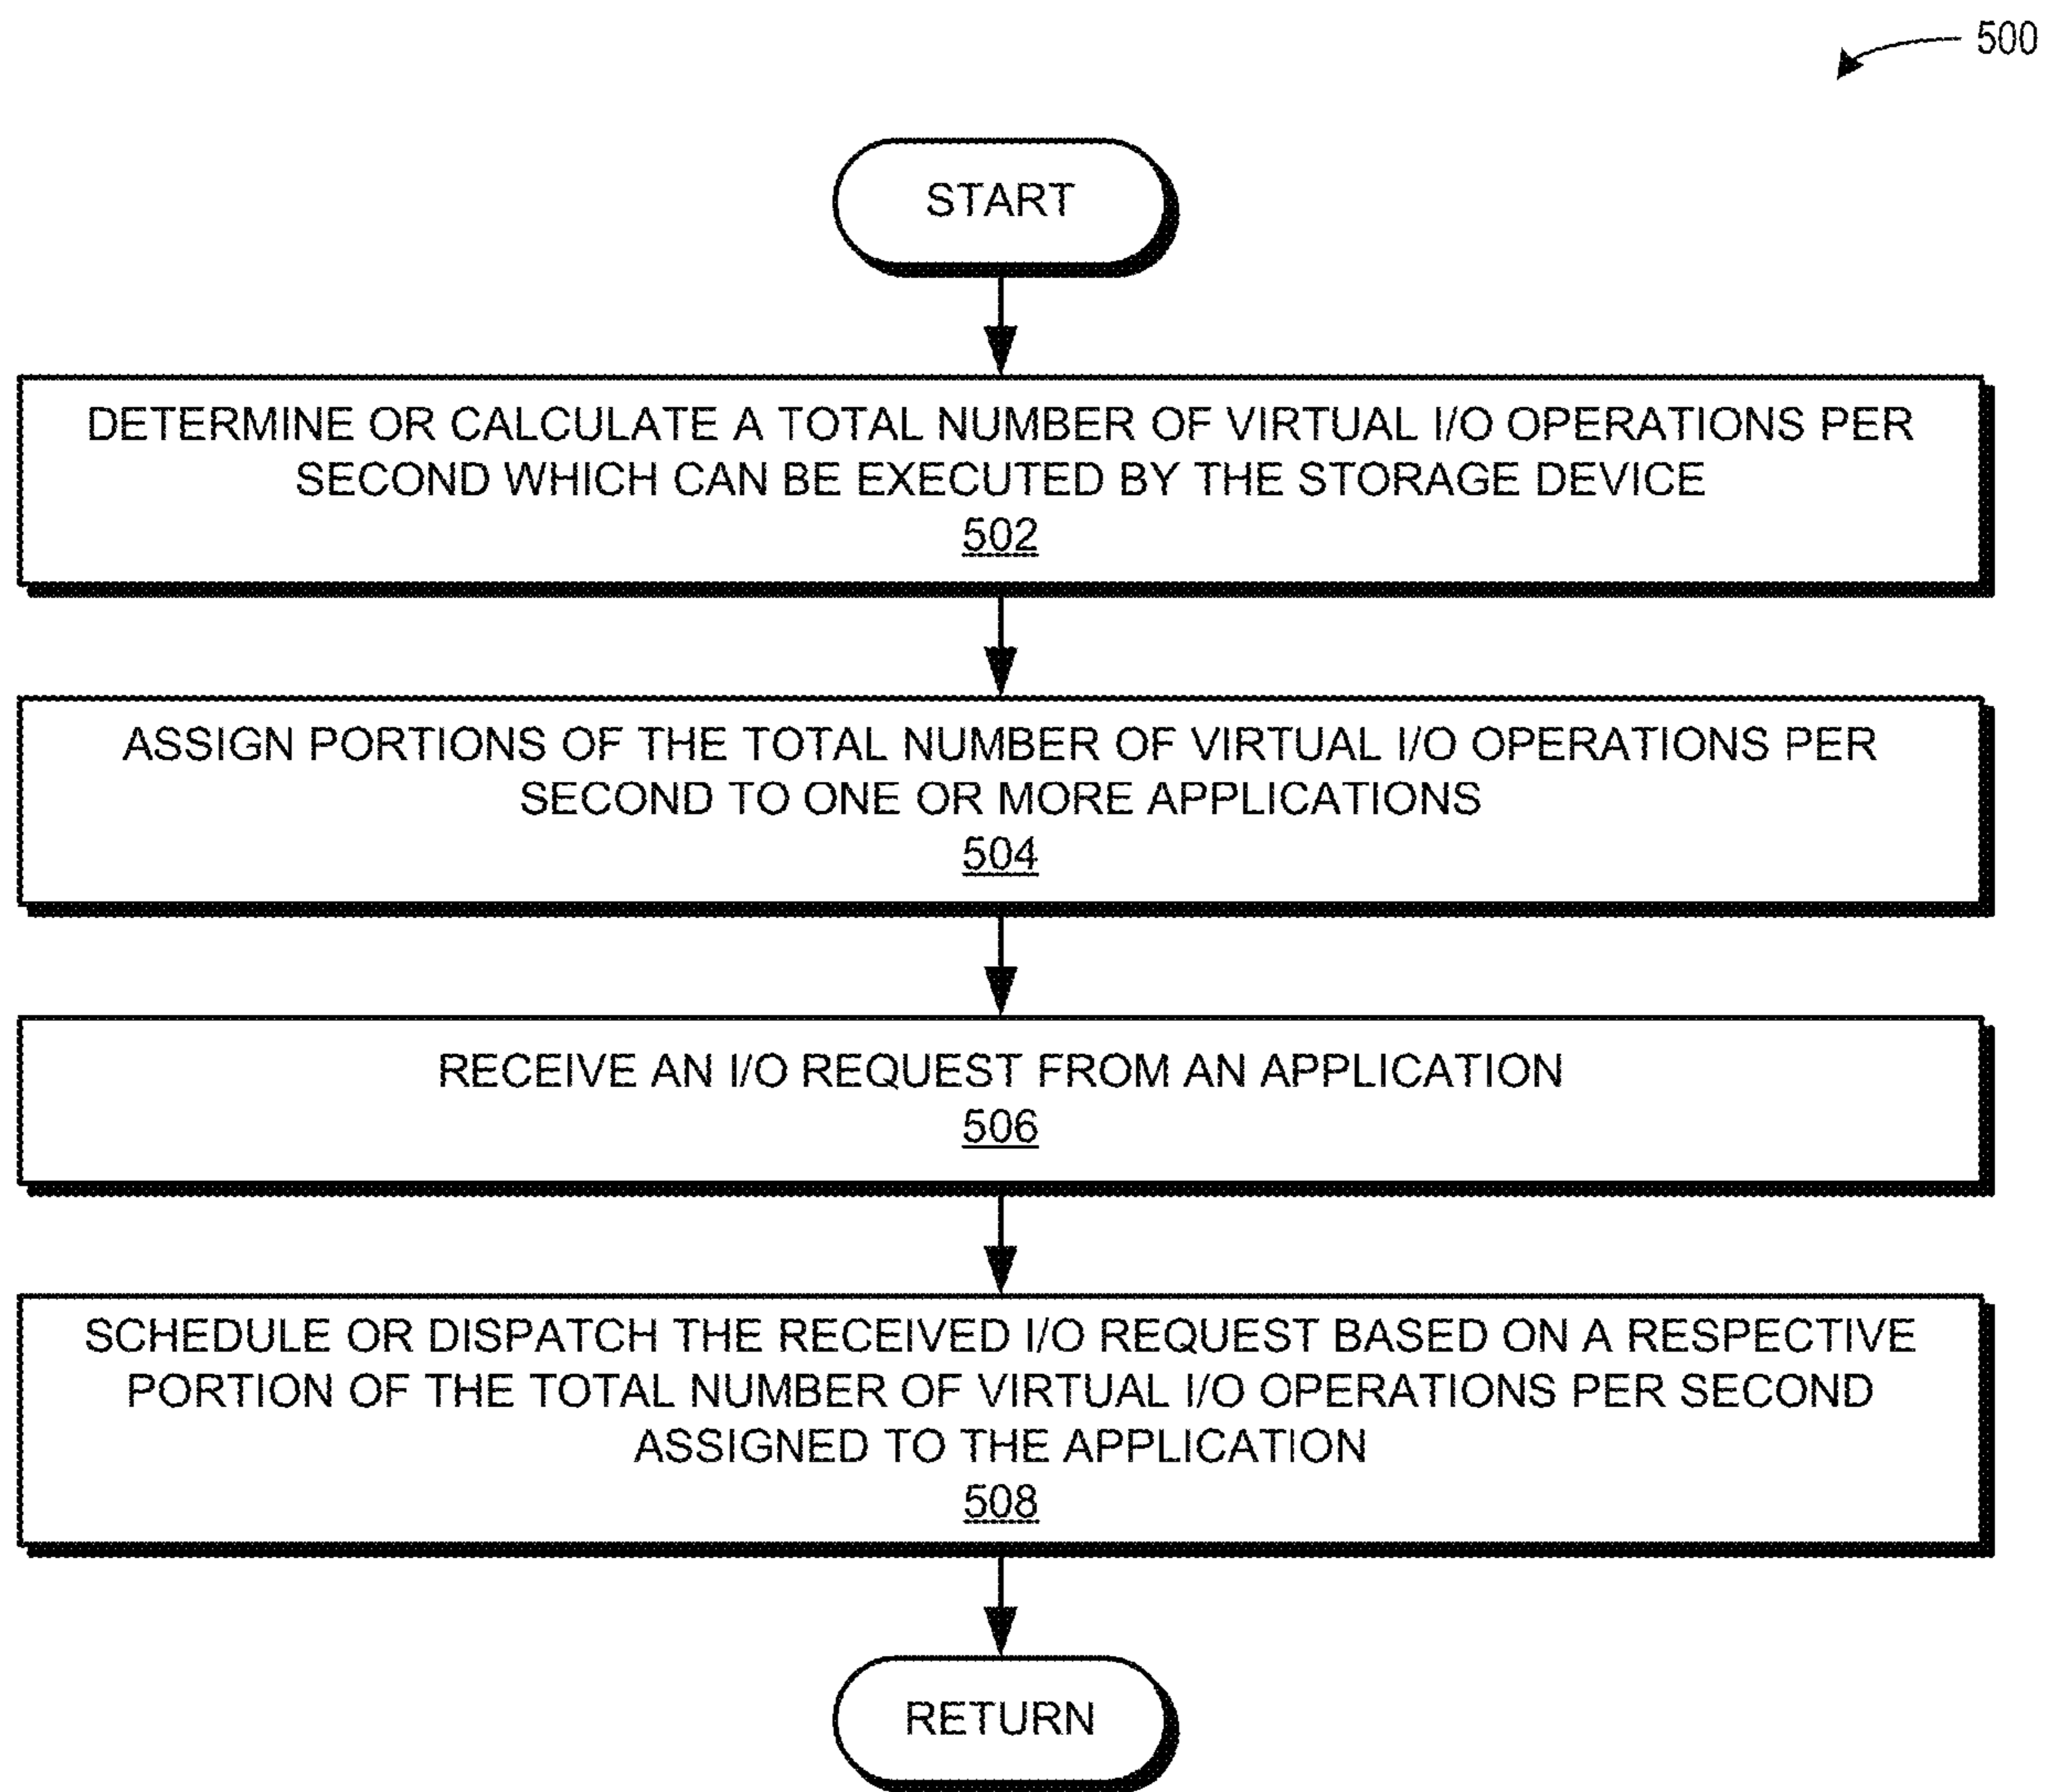 500
START
DETERMINE OR CALCULATE A TOTAL NUMBER OF VIRTUAL I/O OPERATIONS PER
SECOND WHICH CAN BE EXECUTED BY THE STORAGE DEVICE
502
ASSIGN PORTIONS OF THE TOTAL NUMBER OF VIRTUAL I/O OPERATIONS PER
SECOND TO ONE OR MORE APPLICATIONS
504
RECEIVE AN I/O REQUEST FROM AN APPLICATION
506
SCHEDULE OR DISPATCH THE RECEIVED I/O REQUEST BASED ON A RESPECTIVE
PORTION OF THE TOTAL NUMBER OF VIRTUAL I/O OPERATIONS PER SECOND
ASSIGNED TO THE APPLICATION
508
RETURN